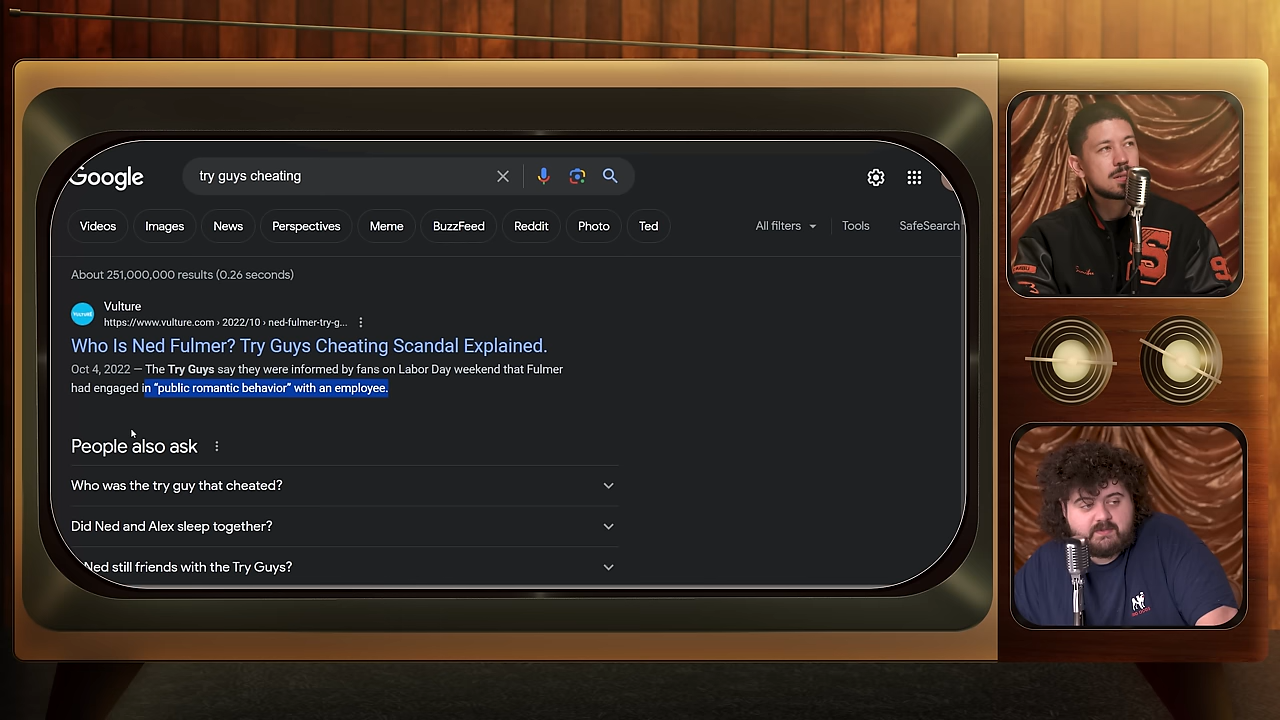 Google
try guys cheating
Videos
Images
News
Perspectives
Meme
BuzzFeed
Reddit
Photo
Ted
All filters
Tools
SafeSearch
About 251,000,000 results (0.26 seconds)
VULTURE
Vulture
https://www.vulture.com › 2022/10 › ned-fulmer-try-g...
Who Is Ned Fulmer? Try Guys Cheating Scandal Explained.
Oct 4, 2022 — The Try Guys say they were informed by fans on Labor Day weekend that Fulmer
had engaged in “public romantic behavior” with an employee.
People also ask
Who was the try guy that cheated?
Did Ned and Alex sleep together?
Ned still friends with the Try Guys?
S
9